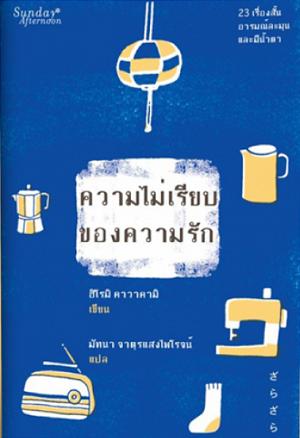 Sunday®
Afternoon
23 เรื่องสั้น
อารมณ์ละมุน
และมีน้ำตา
ความไม่เรียบ
ของความรัก
ฮิโรมิ คาวาคามิ
เขียน
มัทนา จาตุรแสงไพโรจน์
แปล
ざらざら